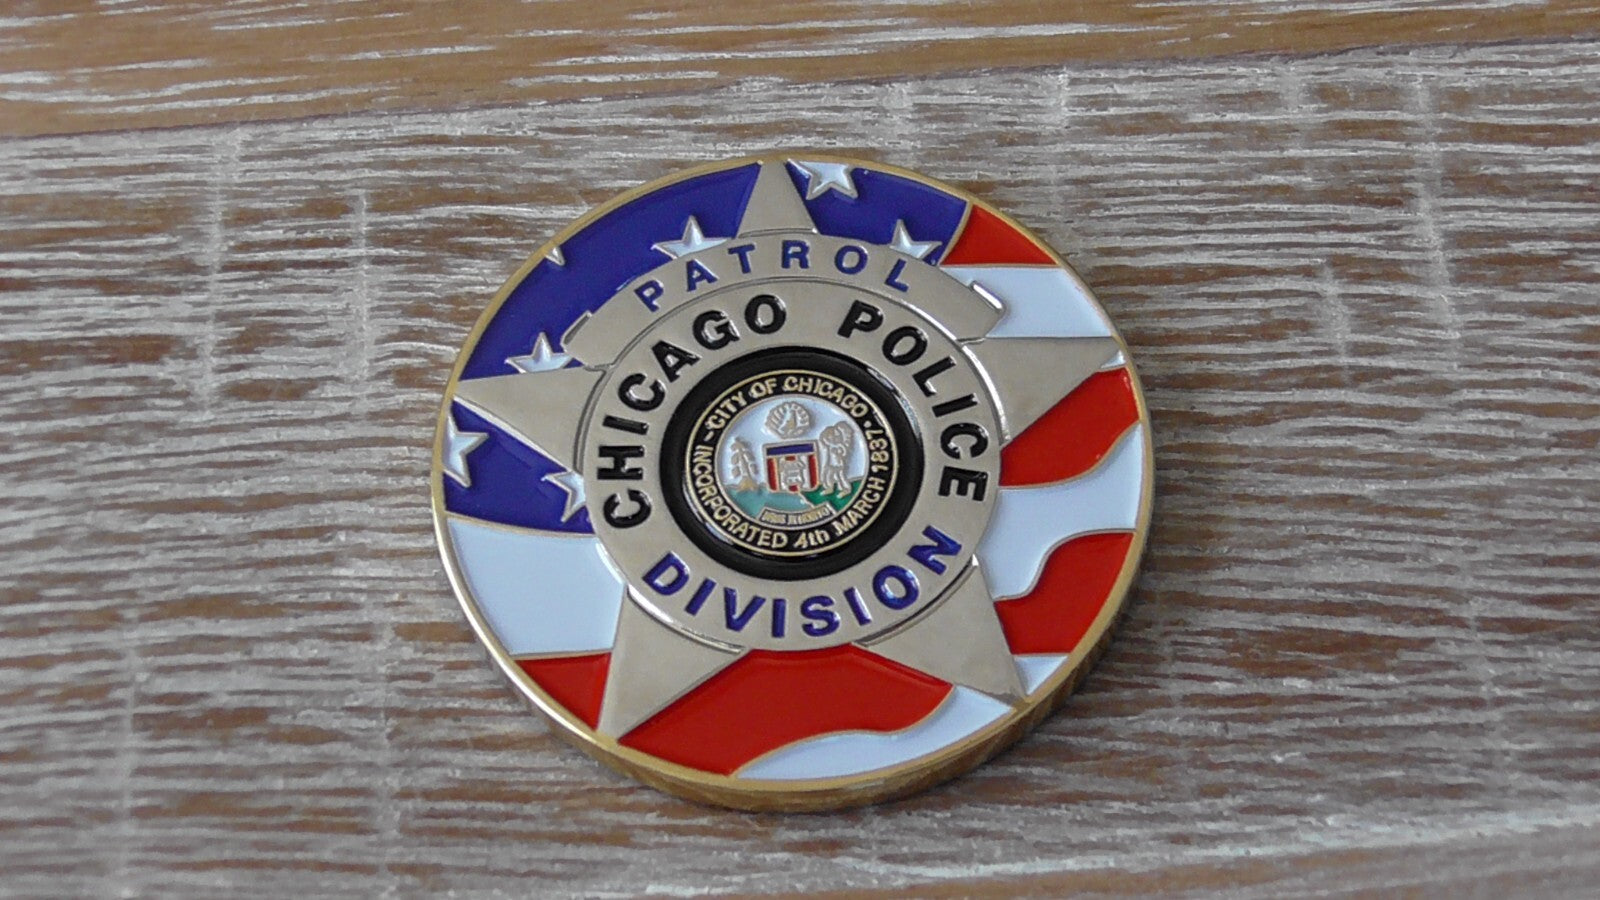 PATROL
CHICAGO POLICE
DIVISION
CITY OF CHICAGO
INCORPORATED 4th MARCH 1837